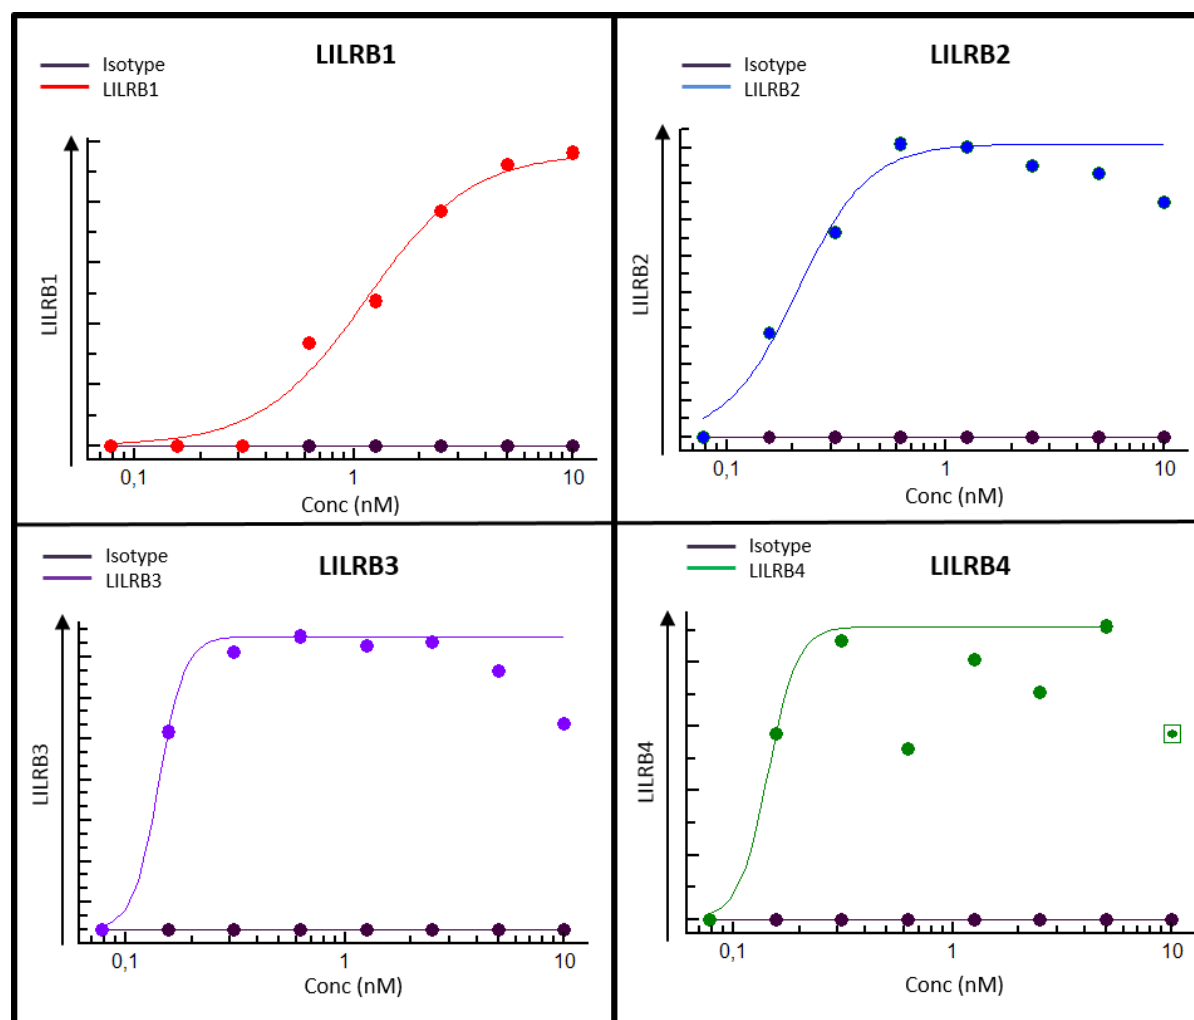 LILRB1
Isotype
LILRB1
LILRB1
0,1
1
10
Conc (nM)
LILRB2
Isotype
LILRB2
LILRB2
0,1
1
10
Conc (nM)
LILRB3
Isotype
LILRB3
LILRB3
0,1
1
10
Conc (nM)
LILRB4
Isotype
LILRB4
LILRB4
0,1
1
10
Conc (nM)